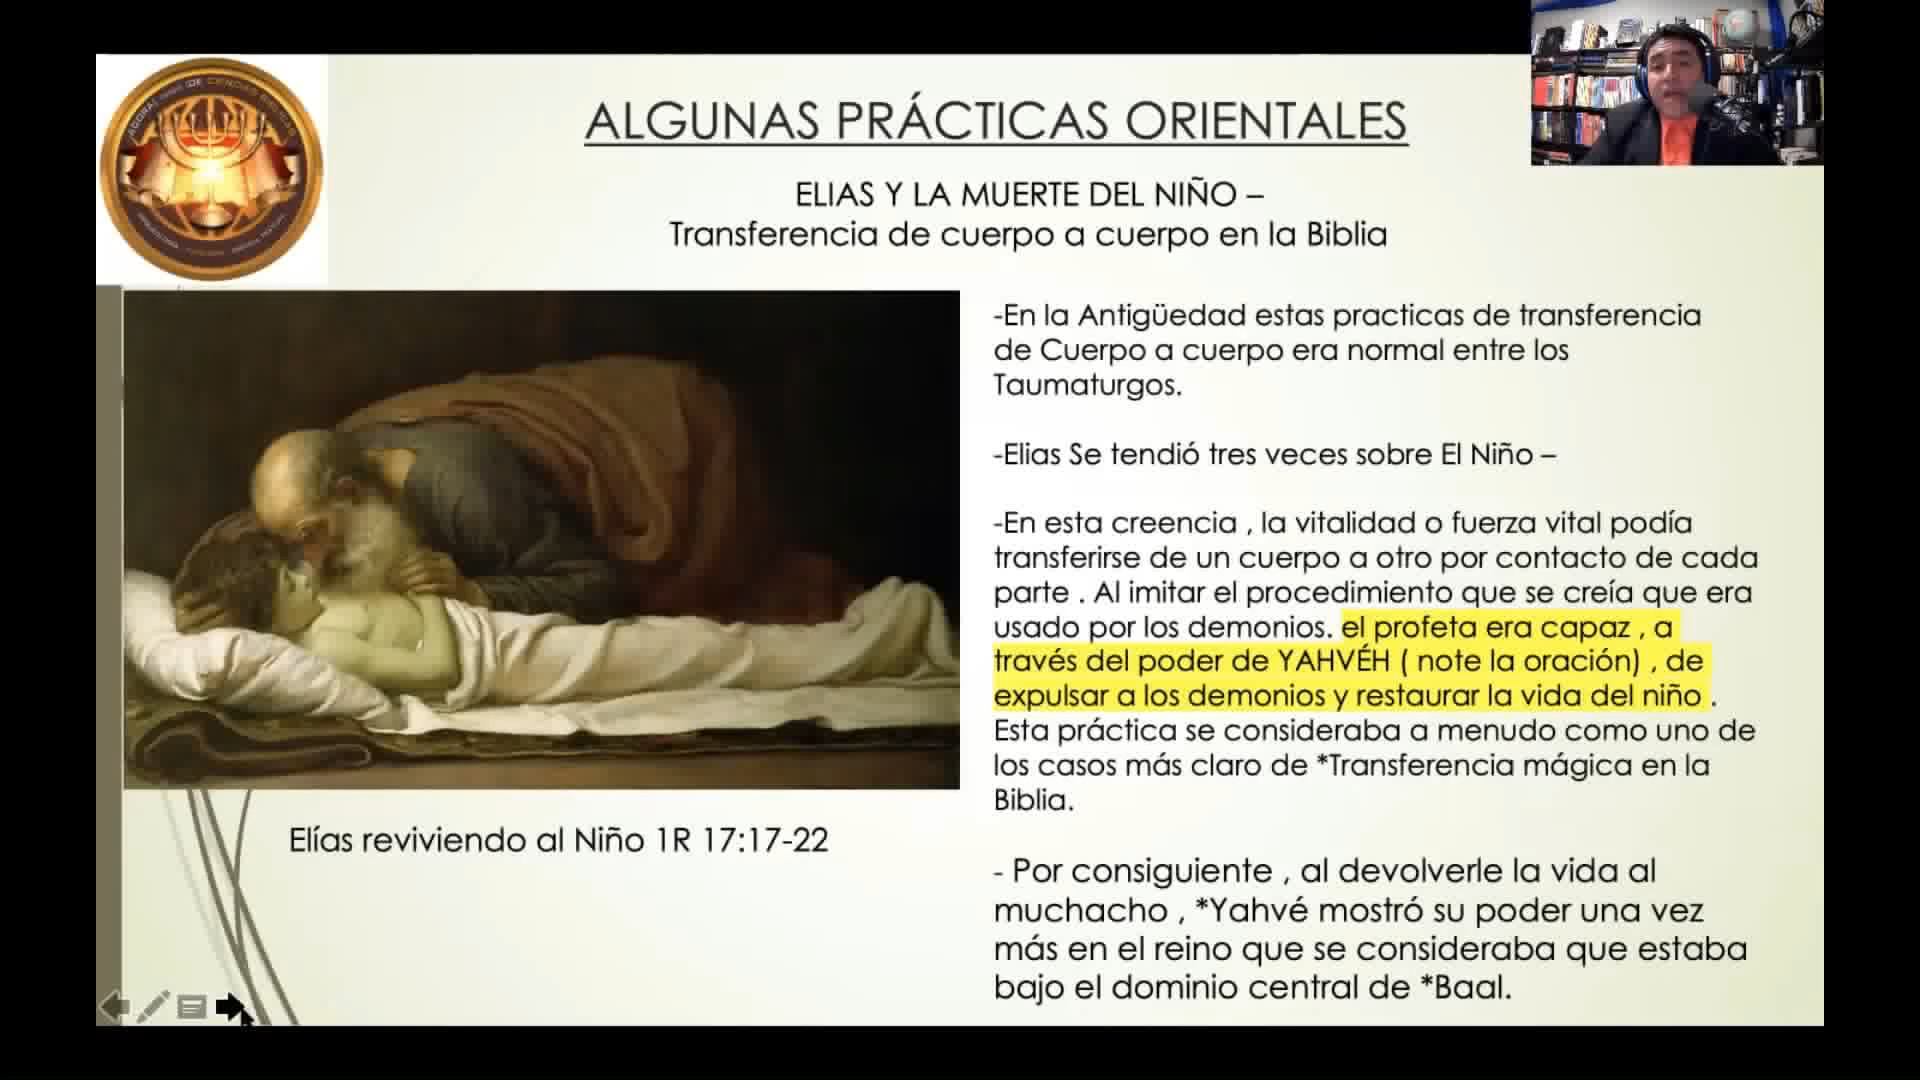 ALGUNAS PRÁCTICAS ORIENTALES
ELIAS Y LA MUERTE DEL NIÑO –
Transferencia de cuerpo a cuerpo en la Biblia
-En la Antigüedad estas practicas de transferencia
de Cuerpo a cuerpo era normal entre los
Taumaturgos.
-Elias Se tendió tres veces sobre El Niño –
-En esta creencia , la vitalidad o fuerza vital podía
transferirse de un cuerpo a otro por contacto de cada
parte . Al imitar el procedimiento que se creía que era
usado por los demonios. el profeta era capaz , a
través del poder de YAHVÉH ( note la oración) , de
expulsar a los demonios y restaurar la vida del niño .
Esta práctica se consideraba a menudo como uno de
los casos más claro de *Transferencia mágica en la
Biblia.
- Por consiguiente , al devolverle la vida al
muchacho , *Yahvé mostró su poder una vez
más en el reino que se consideraba que estaba
bajo el dominio central de *Baal.
Elías reviviendo al Niño 1R 17:17-22